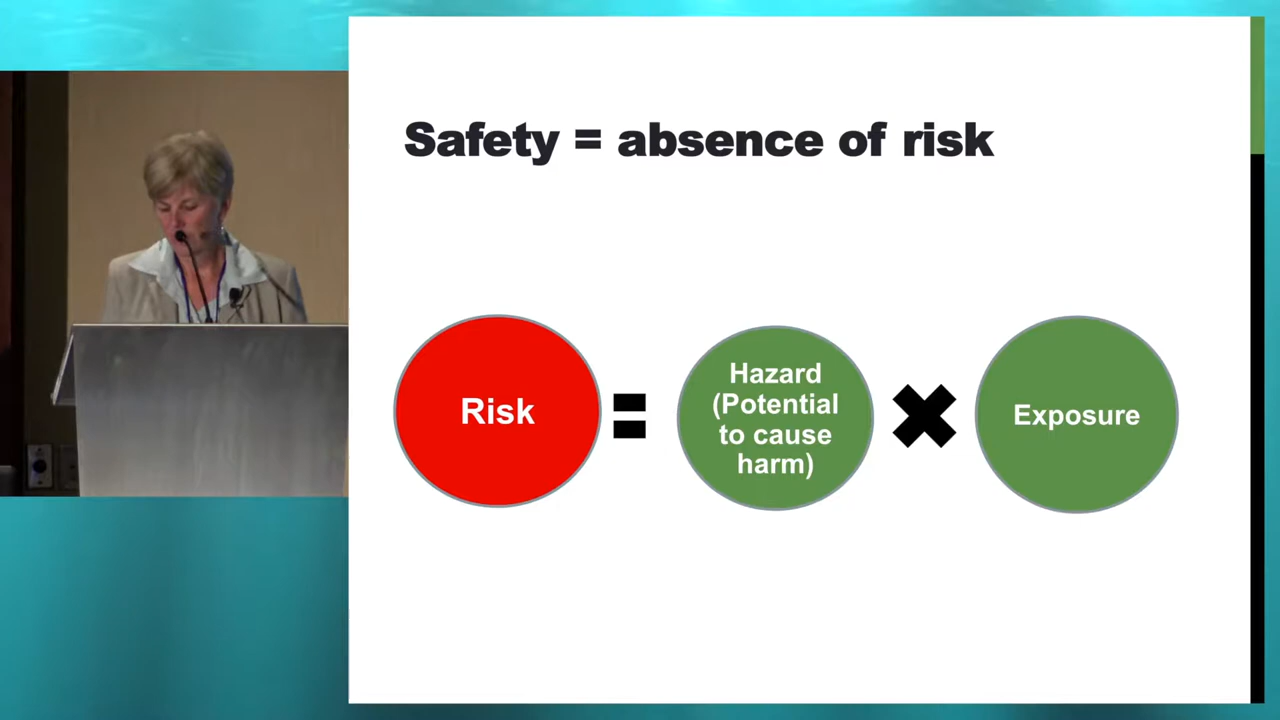 Safety = absence of risk
Risk
=
Hazard
(Potential
to cause
harm)
✖
Exposure